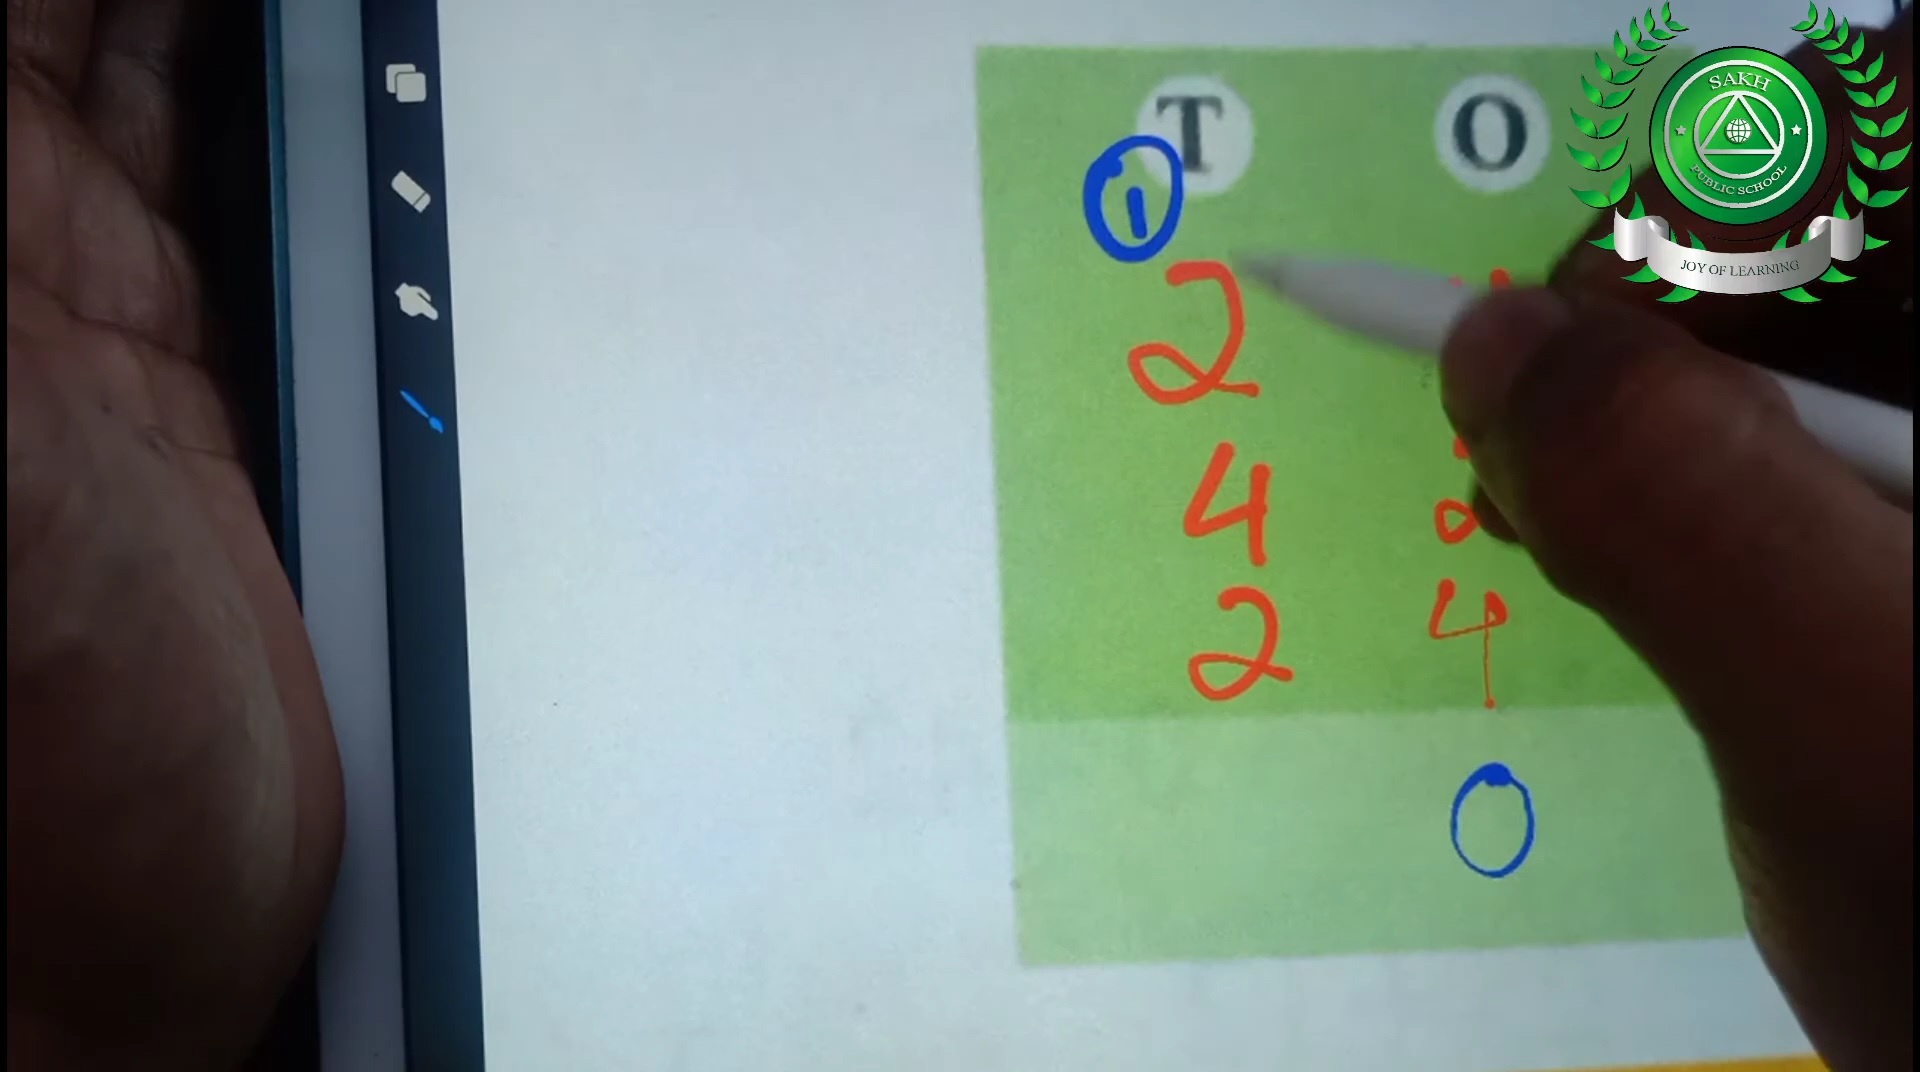 SAKH
PUBLIC SCHOOL
JOY OF LEARNING
T O
1
2
4
2 4
0